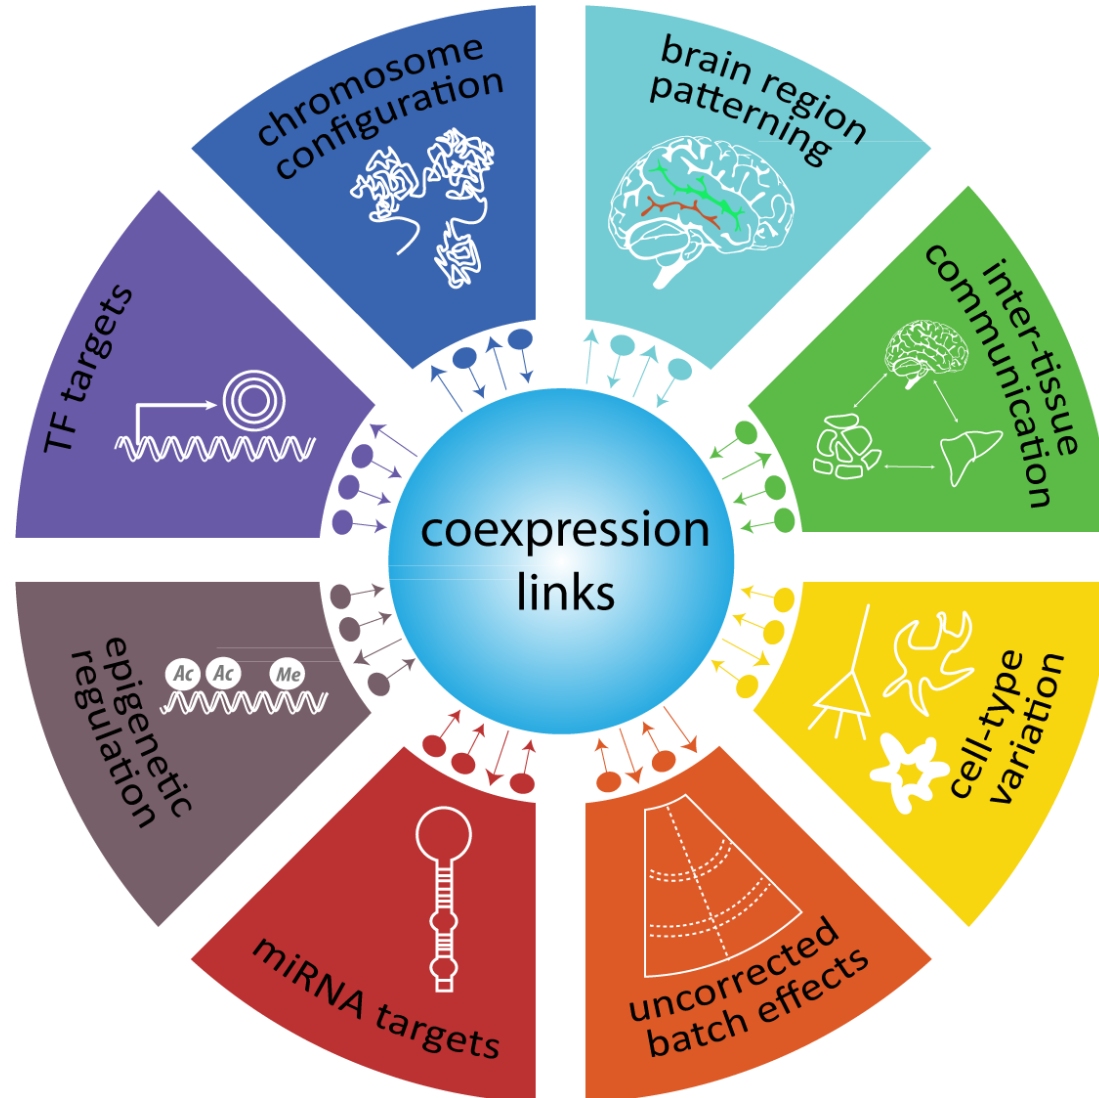 chromosome
configuration
brain region
patterning
inter-tissue
communication
cell-type
variation
uncorrected
batch effects
miRNA targets
epigenetic
regulation
Ac
Ac
Me
TF targets
coexpression
links